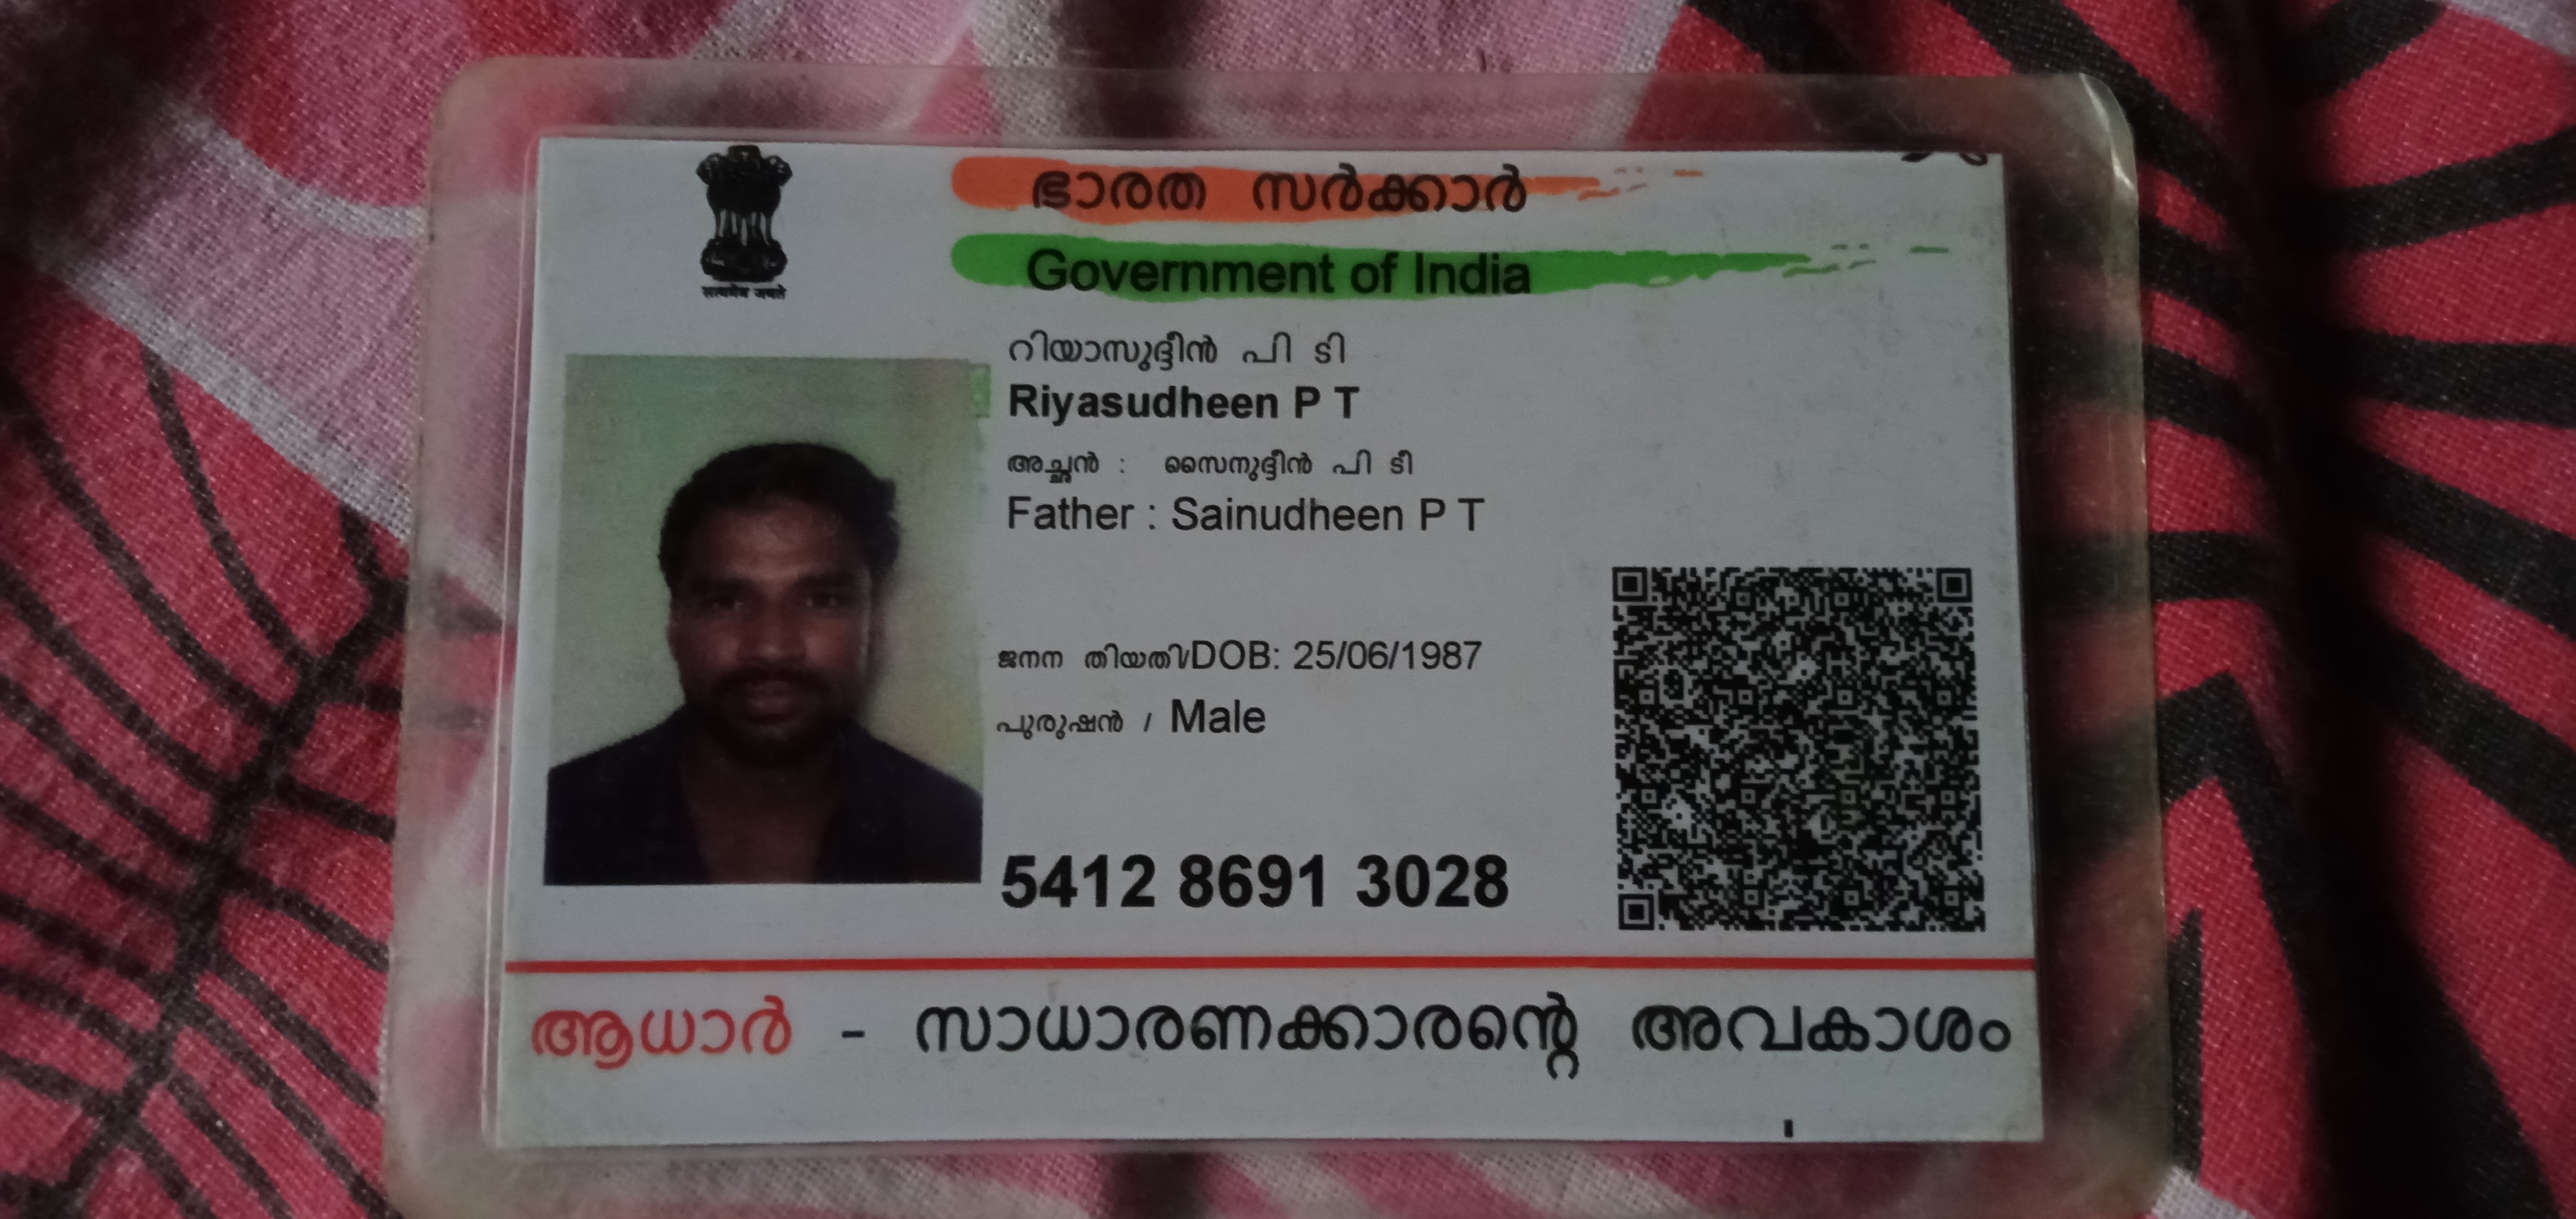 सत्यमेव जयते
ഭാരത സർക്കാർ
Government of India
റിയാസുദ്ദീൻ പി ടി
Riyasudheen P T
അച്ഛൻ : സൈനുദ്ദീൻ പി ടീ
Father : Sainudheen P T
ജനന തിയതി/DOB: 25/06/1987
പുരുഷൻ / Male
5412 8691 3028
ആധാർ - സാധാരണക്കാരന്റെ അവകാശം